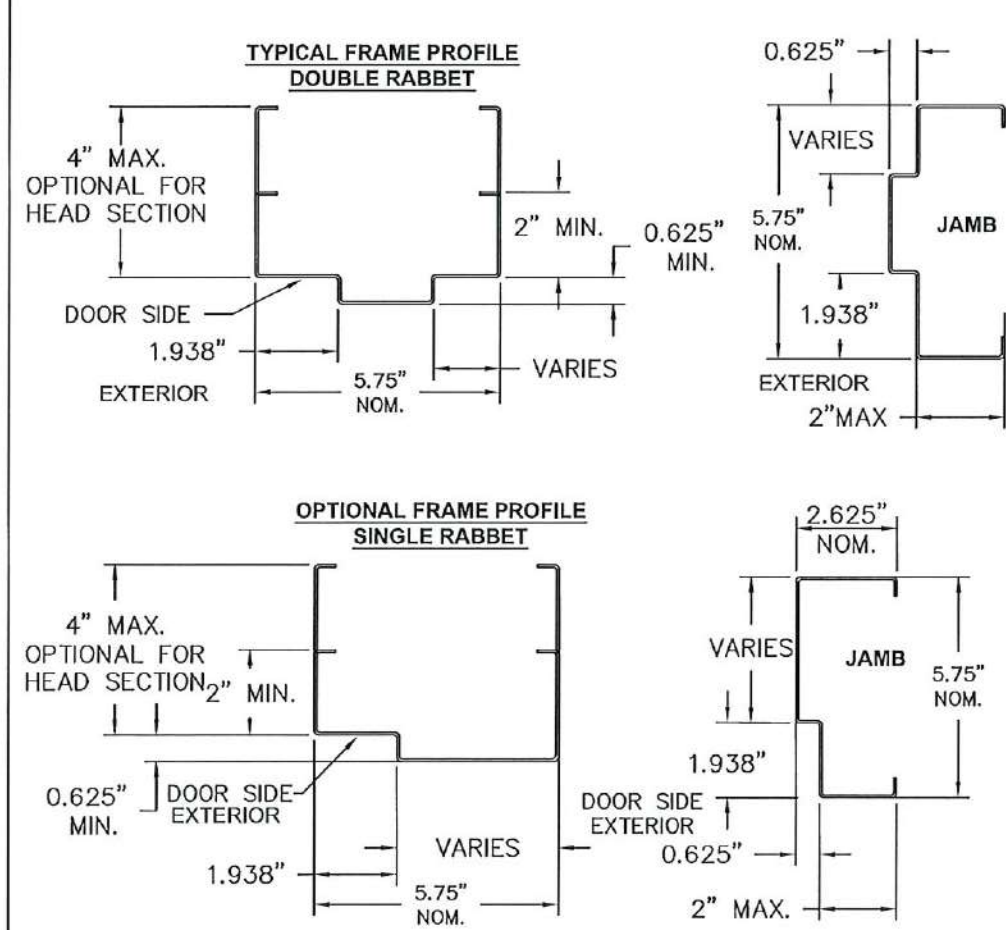 TYPICAL FRAME PROFILE
DOUBLE RABBET
4" MAX.
OPTIONAL FOR
HEAD SECTION
2" MIN.
0.625"
MIN.
DOOR SIDE
1.938"
EXTERIOR
5.75"
NOM.
VARIES
0.625"
VARIES
5.75"
NOM.
JAMB
1.938"
EXTERIOR
2"MAX
OPTIONAL FRAME PROFILE
SINGLE RABBET
4" MAX.
OPTIONAL FOR
HEAD SECTION
2" MIN.
0.625"
MIN.
DOOR SIDE
EXTERIOR
VARIES
1.938"
5.75"
NOM.
2.625"
NOM.
VARIES
JAMB
5.75"
NOM.
1.938"
DOOR SIDE
EXTERIOR
0.625"
2" MAX.